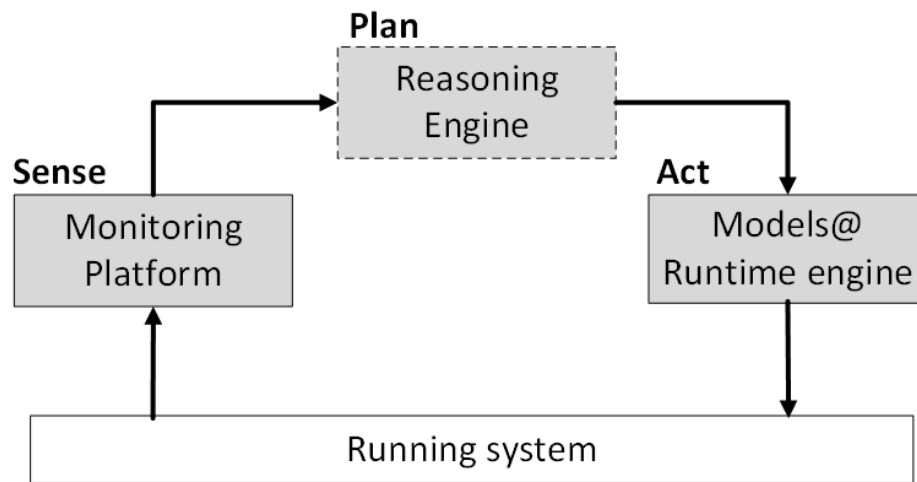 Plan
Reasoning
Engine
Sense
Monitoring
Platform
Act
Models@
Runtime engine
Running system